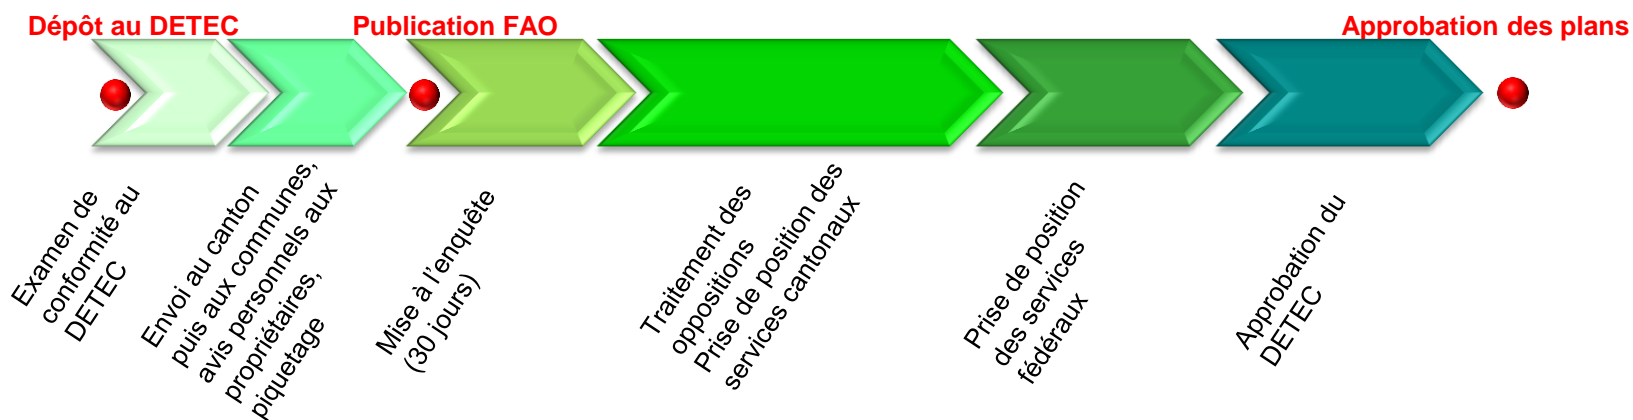 Dépôt au DETEC
Publication FAO
Approbation des plans
Examen de
conformité au
DETEC
Envoi au canton
puis aux communes,
avis personnels aux
propriétaires,
piquetage
Mise à l'enquête
(30 jours)
Traitement des
oppositions
Prise de position des
services cantonaux
Prise de position
des services
fédéraux
Approbation du
DETEC